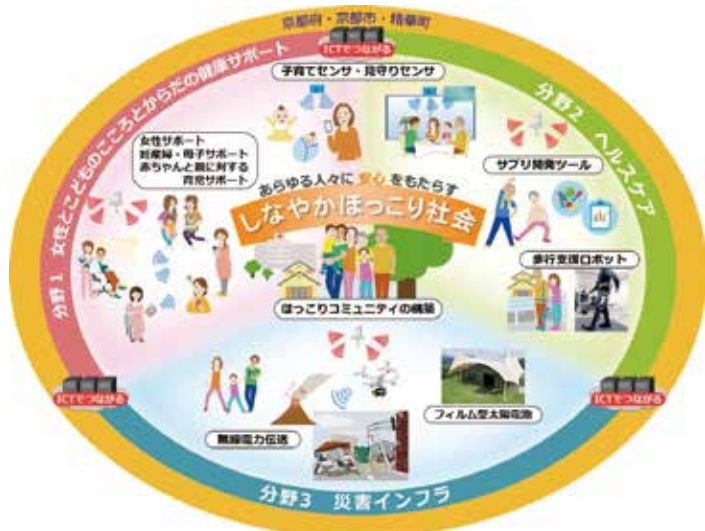 京都府・京都市・精華町
ICTでつながる
子育てセンサ・見守りセンサ
分野1 女性とこどものこころとからだの健康サポート
分野2 ヘルスケア
女性サポート
妊産婦・母子サポート
赤ちゃんと親に対する
育児サポート
サプリ開発ツール
あらゆる人々に 安心 をもたらす
しなやかほっこり社会
歩行支援ロボット
ほっこりコミュニティの構築
フィルム型太陽電池
無線電力伝送
ICTでつながる
ICTでつながる
分野3 災害インフラ